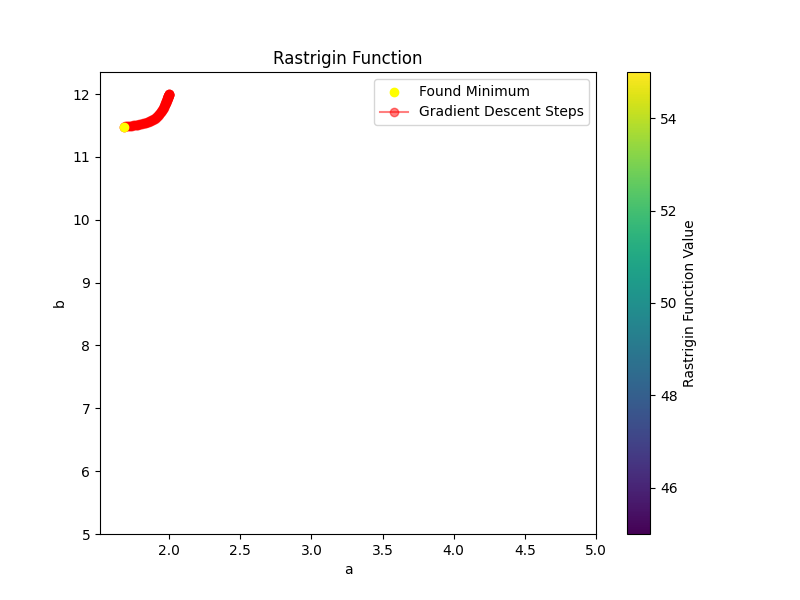 Rastrigin Function
Found Minimum
Gradient Descent Steps
12
11
10
9
8
7
6
5
b
2.0 2.5 3.0 3.5 4.0 4.5 5.0
a
54
52
50
48
46
Rastrigin Function Value